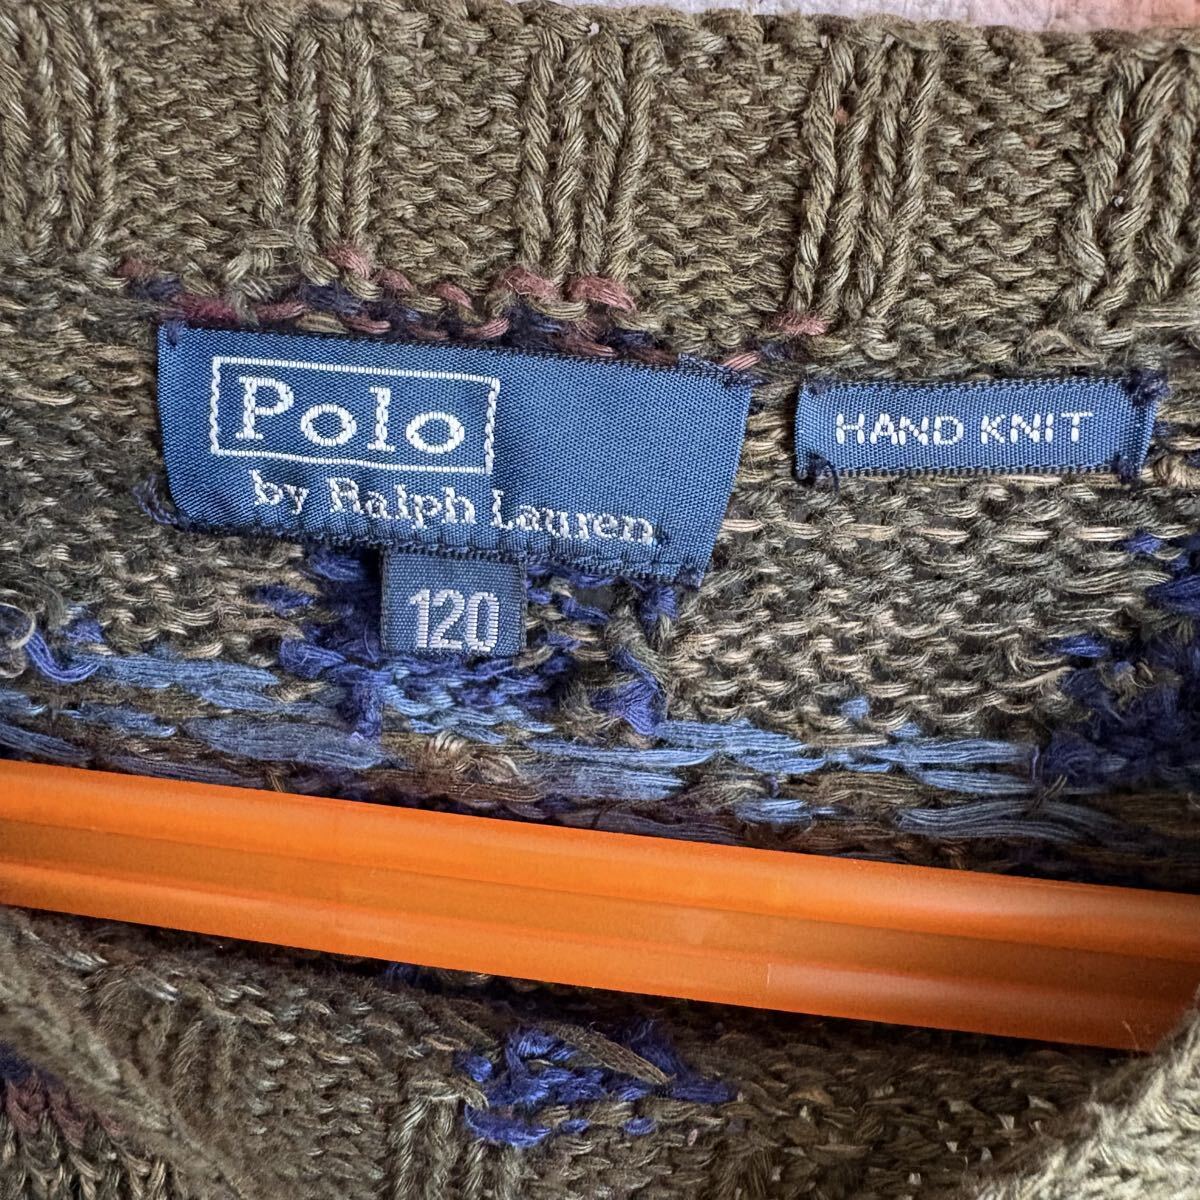 Polo
by Ralph Lauren
120
HAND KNIT